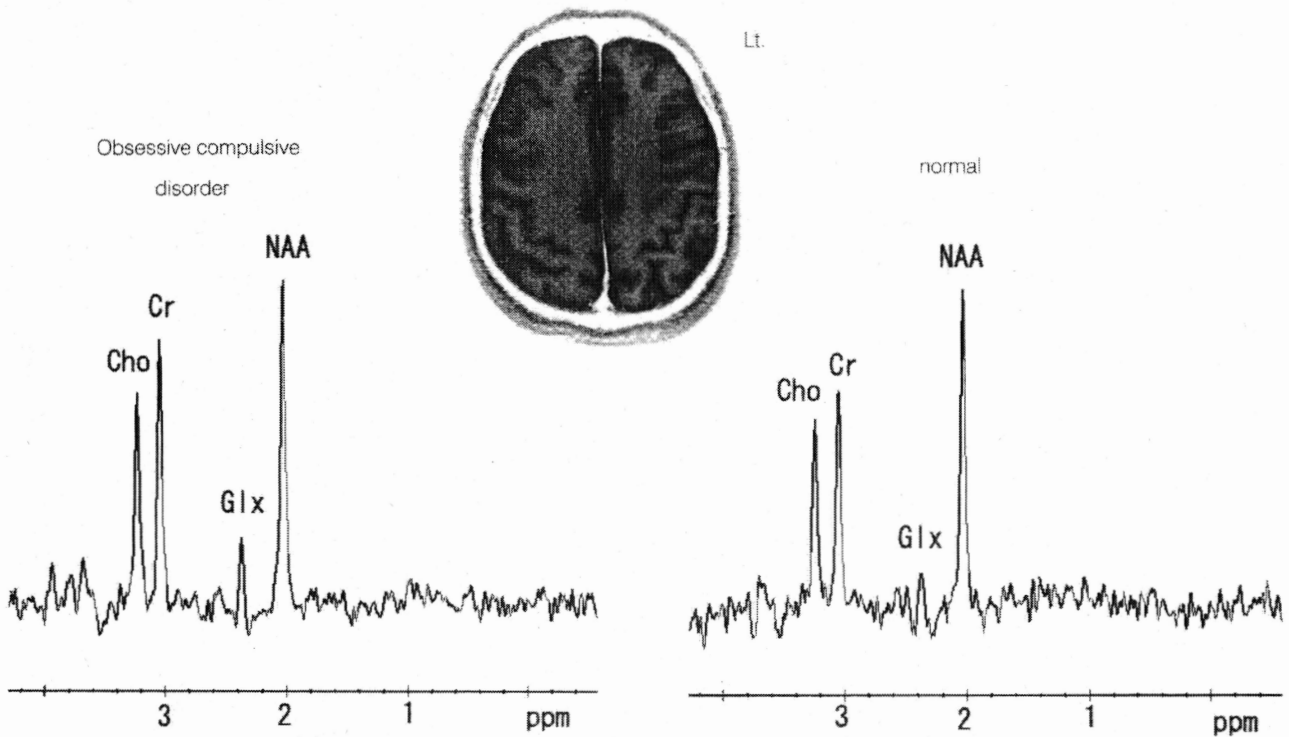 Lt.
Obsessive compulsive
disorder
NAA
Cr
Cho
Glx
3 2 1 ppm
normal
NAA
Cr
Cho
Glx
3 2 1 ppm